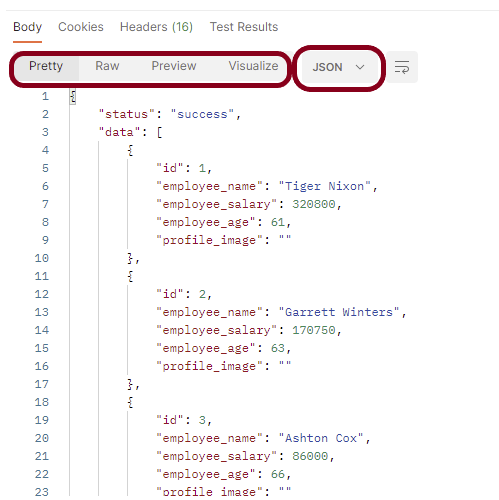 Body Cookies Headers (16) Test Results
Pretty Raw Preview Visualize JSON
1 {
2 "status": "success",
3 "data": [
4 {
5 "id": 1,
6 "employee_name": "Tiger Nixon",
7 "employee_salary": 320800,
8 "employee_age": 61,
9 "profile_image": ""
10 },
11 {
12 "id": 2,
13 "employee_name": "Garrett Winters",
14 "employee_salary": 170750,
15 "employee_age": 63,
16 "profile_image": ""
17 },
18 {
19 "id": 3,
20 "employee_name": "Ashton Cox",
21 "employee_salary": 86000,
22 "employee_age": 66,
23 "profile_image": ""